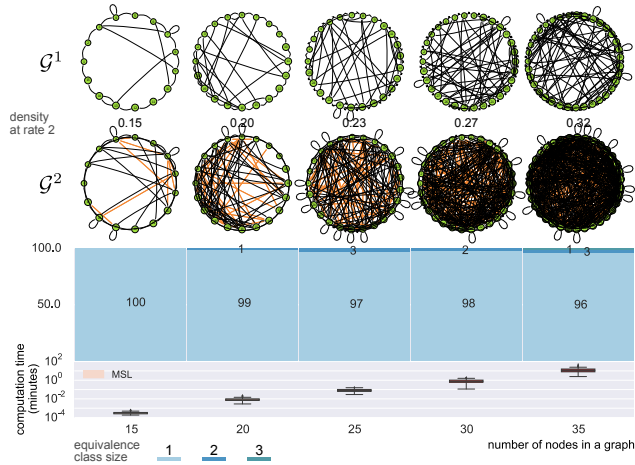 G¹
density
at rate 2
0.15 0.20 0.23 0.27 0.32
G²
100.0
1 3 2 1 3
50.0
100 99 97 98 96
10²
MSL
10⁰
10⁻²
10⁻⁴
computation time
(minutes)
15 20 25 30 35
number of nodes in a graph
equivalence
class size
1 2 3